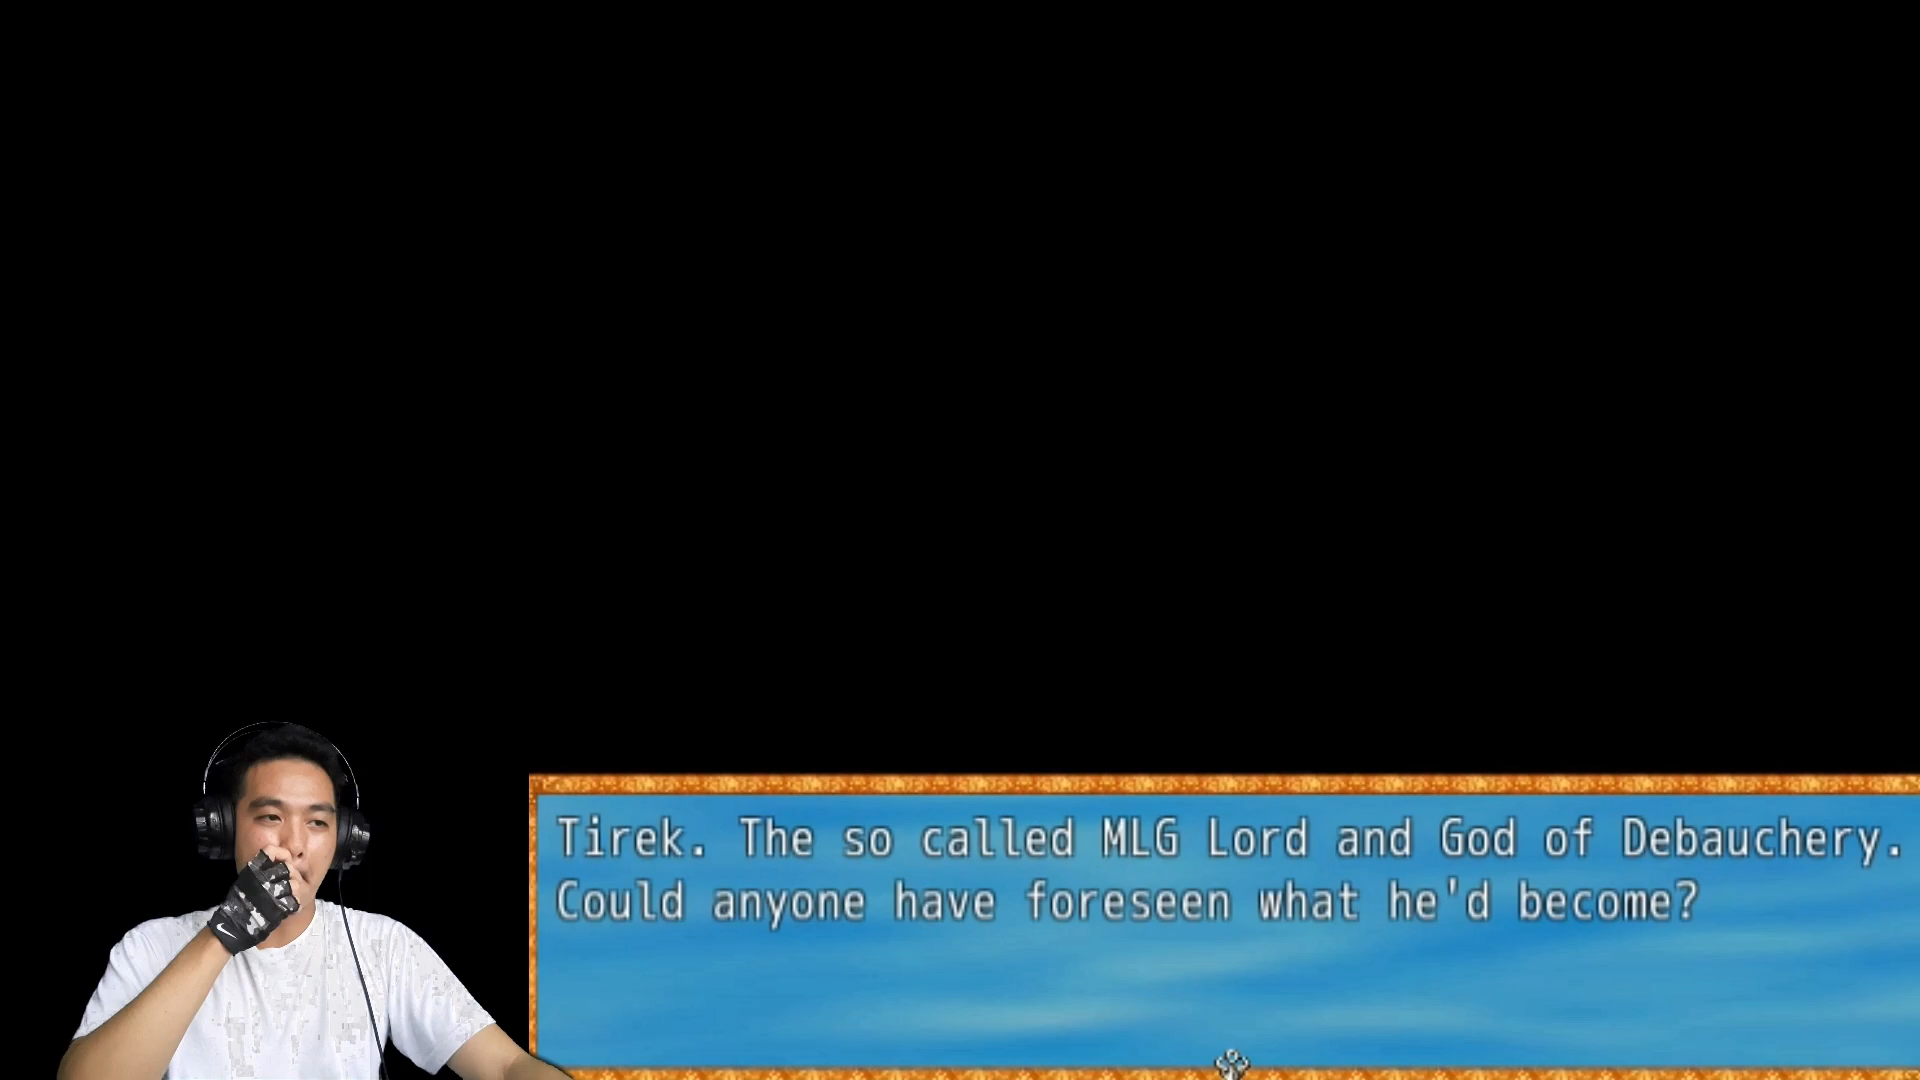 Tirek. The so called MLG Lord and God of Debauchery.
Could anyone have foreseen what he'd become?